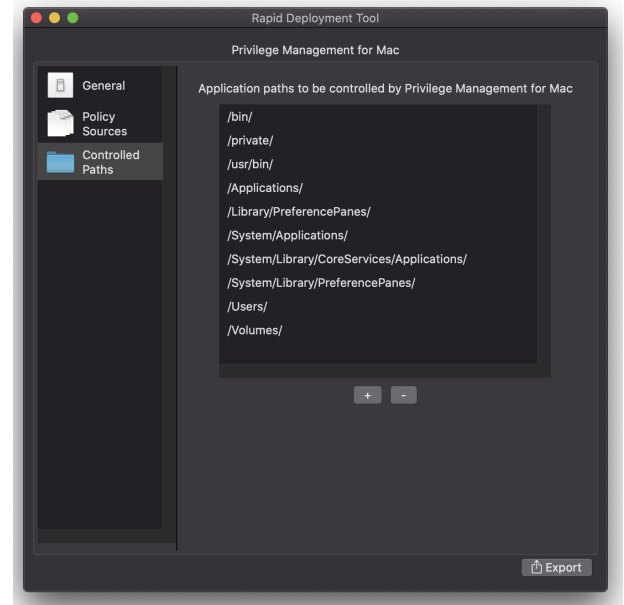 Rapid Deployment Tool
Privilege Management for Mac
General
Policy
Sources
Controlled
Paths
Application paths to be controlled by Privilege Management for Mac
/bin/
/private/
/usr/bin/
/Applications/
/Library/PreferencePanes/
/System/Applications/
/System/Library/CoreServices/Applications/
/System/Library/PreferencePanes/
/Users/
/Volumes/
+ -
Export